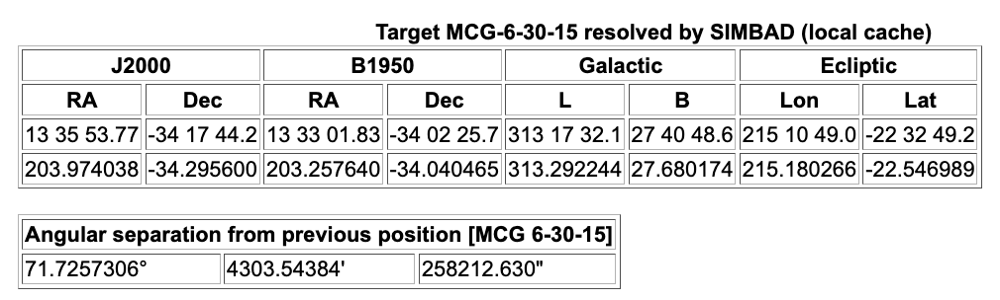 Target MCG-6-30-15 resolved by SIMBAD (local cache)
J2000 B1950 Galactic Ecliptic
RA Dec RA Dec L B Lon Lat
13 35 53.77 -34 17 44.2 13 33 01.83 -34 02 25.7 313 17 32.1 27 40 48.6 215 10 49.0 -22 32 49.2
203.974038 -34.295600 203.257640 -34.040465 313.292244 27.680174 215.180266 -22.546989
Angular separation from previous position [MCG 6-30-15]
71.7257306° 4303.54384' 258212.630"